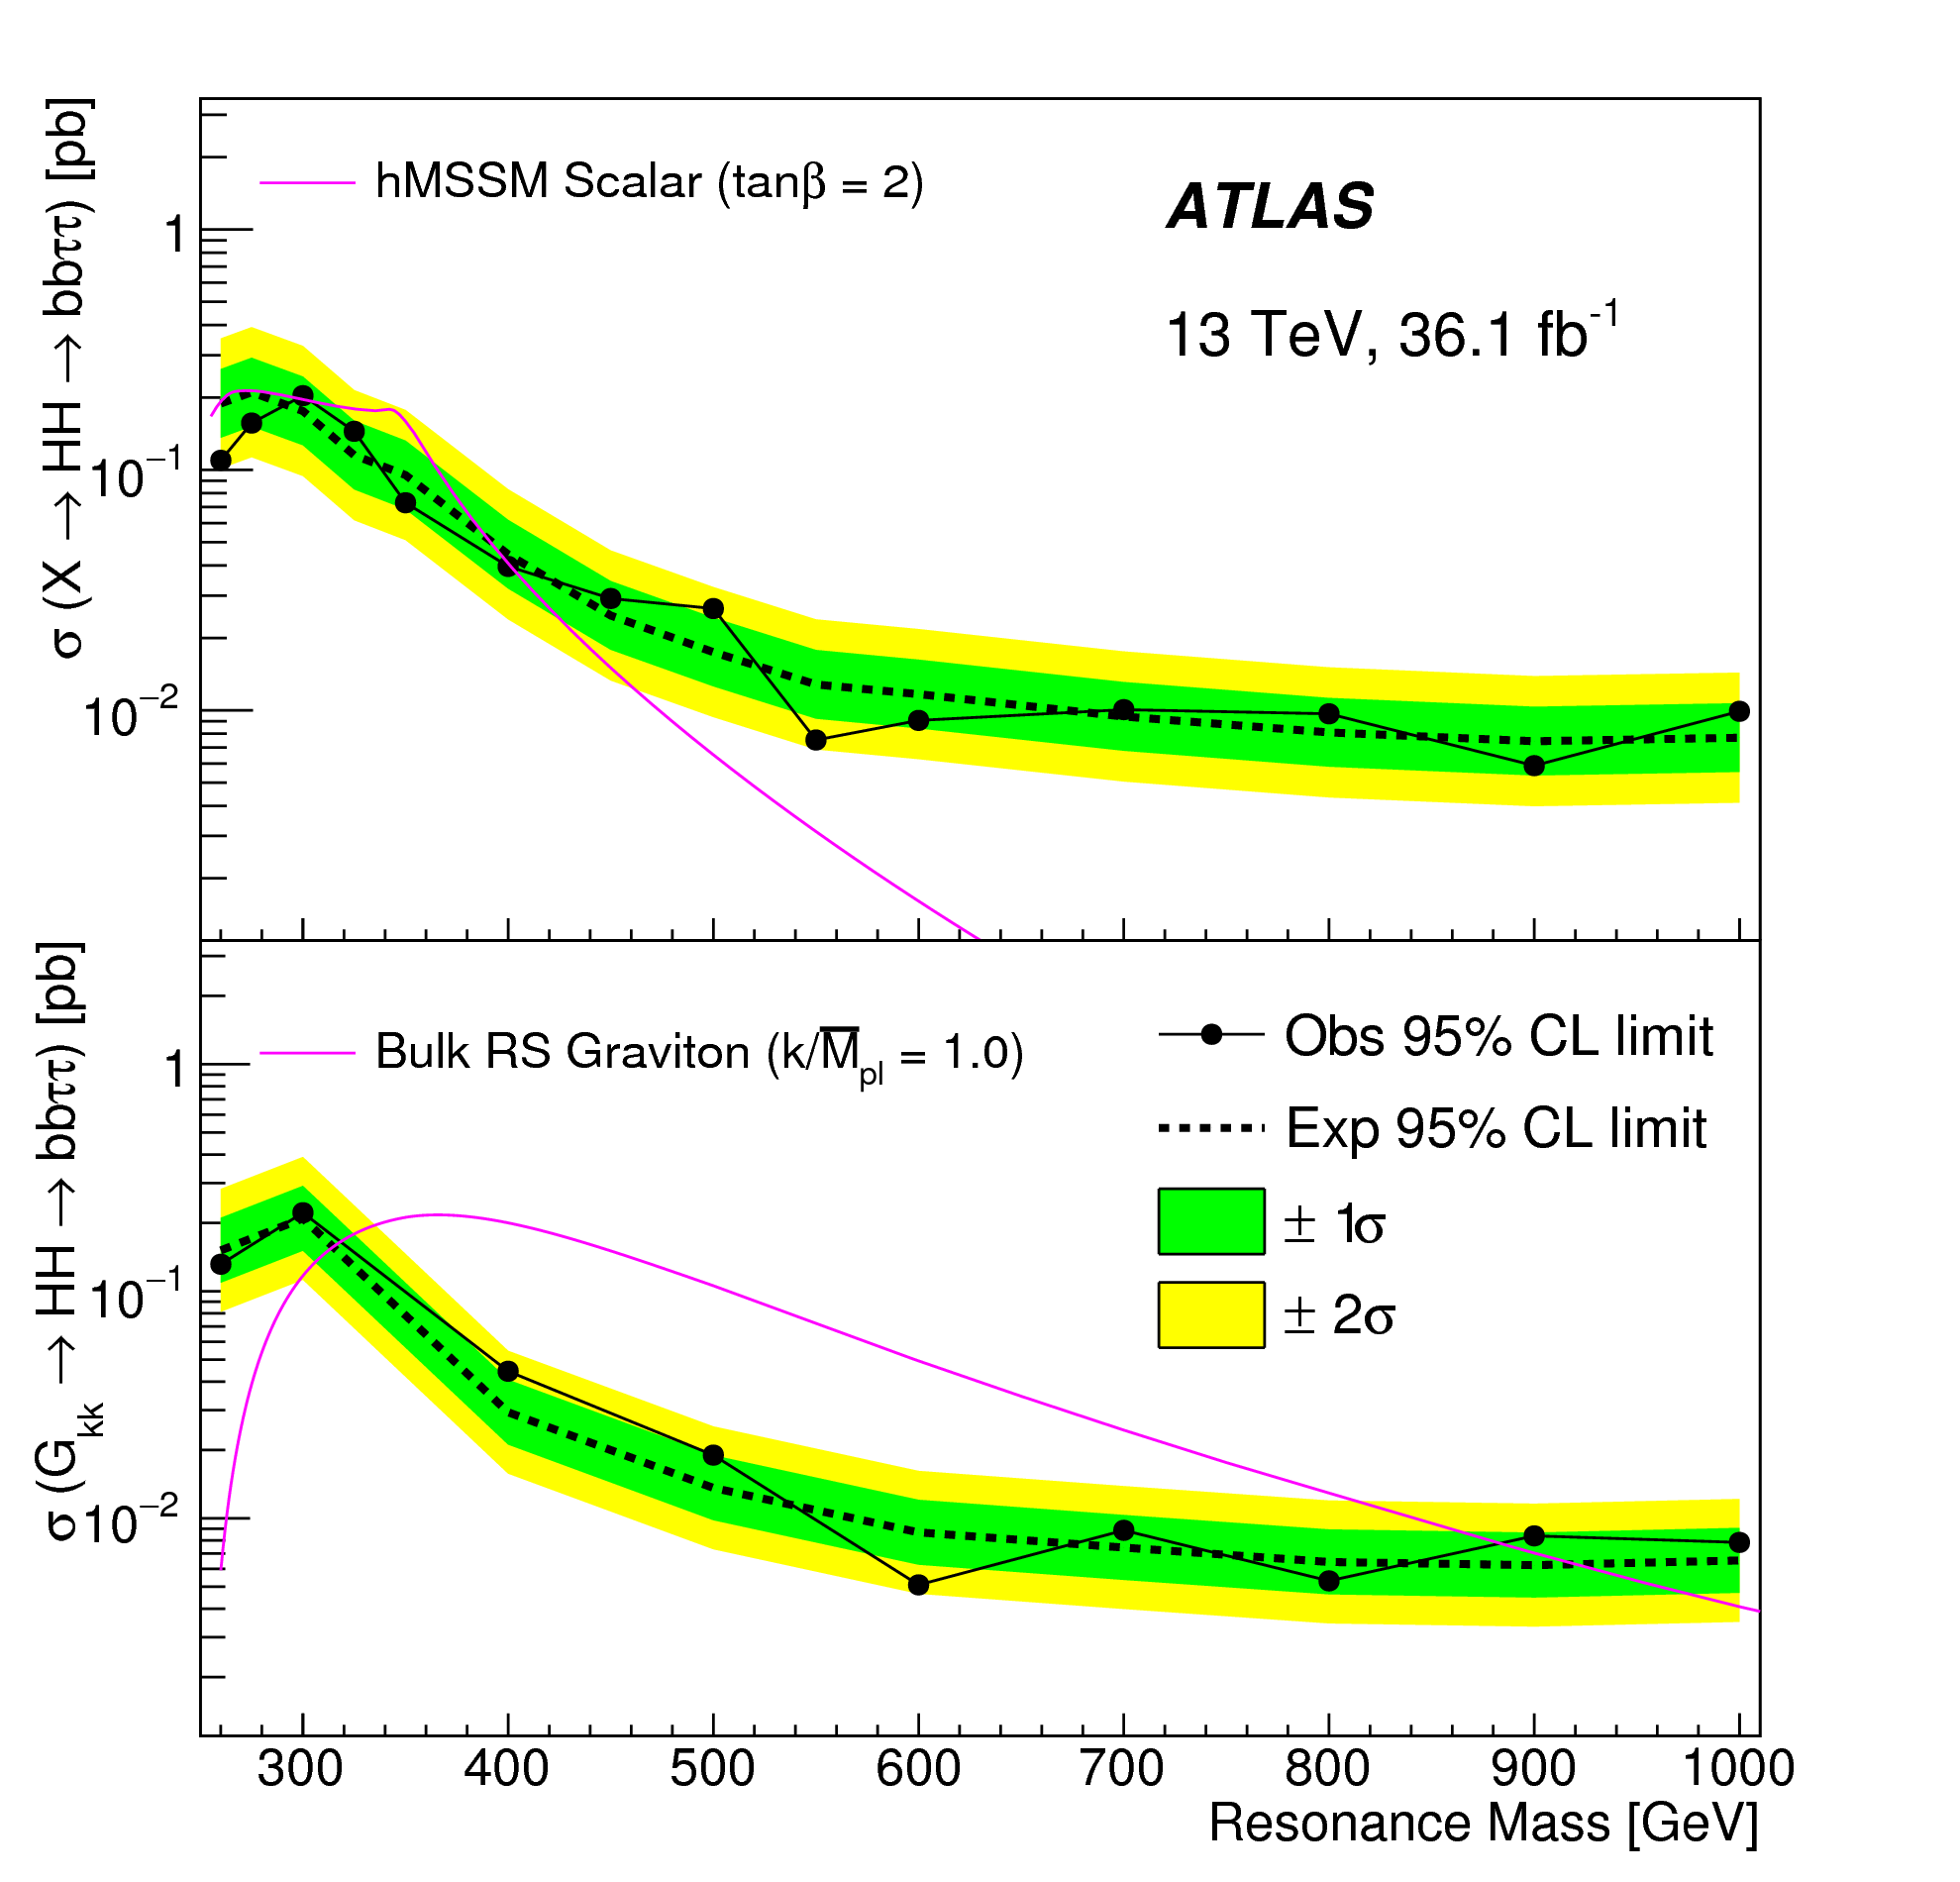 σ (X → HH → bbττ) [pb]
hMSSM Scalar (tanβ = 2)
ATLAS
13 TeV, 36.1 fb⁻¹
1
10⁻¹
10⁻²
σ (G_kk → HH → bbττ) [pb]
Bulk RS Graviton (k/M̅_pl = 1.0)
Obs 95% CL limit
Exp 95% CL limit
± 1σ
± 2σ
1
10⁻¹
10⁻²
300 400 500 600 700 800 900 1000
Resonance Mass [GeV]